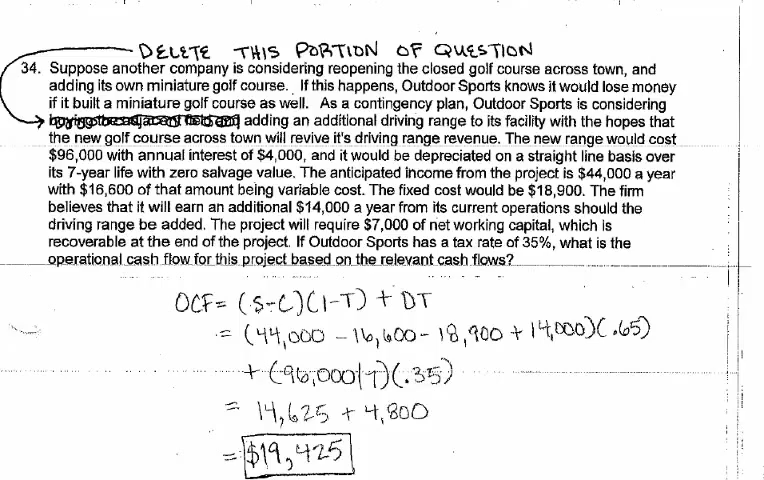 DELETE THIS PORTION OF QUESTION
34. Suppose another company is considering reopening the closed golf course across town, and
adding its own miniature golf course. If this happens, Outdoor Sports knows it would lose money
if it built a miniature golf course as well. As a contingency plan, Outdoor Sports is considering
adding an additional driving range to its facility with the hopes that
the new golf course across town will revive it's driving range revenue. The new range would cost
$96,000 with annual interest of $4,000, and it would be depreciated on a straight line basis over
its 7-year life with zero salvage value. The anticipated income from the project is $44,000 a year
with $16,600 of that amount being variable cost. The fixed cost would be $18,900. The firm
believes that it will earn an additional $14,000 a year from its current operations should the
driving range be added. The project will require $7,000 of net working capital, which is
recoverable at the end of the project. If Outdoor Sports has a tax rate of 35%, what is the
operational cash flow for this project based on the relevant cash flows?
OCF = (S-C)(1-T) + DT
= (44,000 - 16,600 - 18,900 + 14,000)(.65)
+ (96,000/7)(.35)
= 14,625 + 4,800
= $19,425